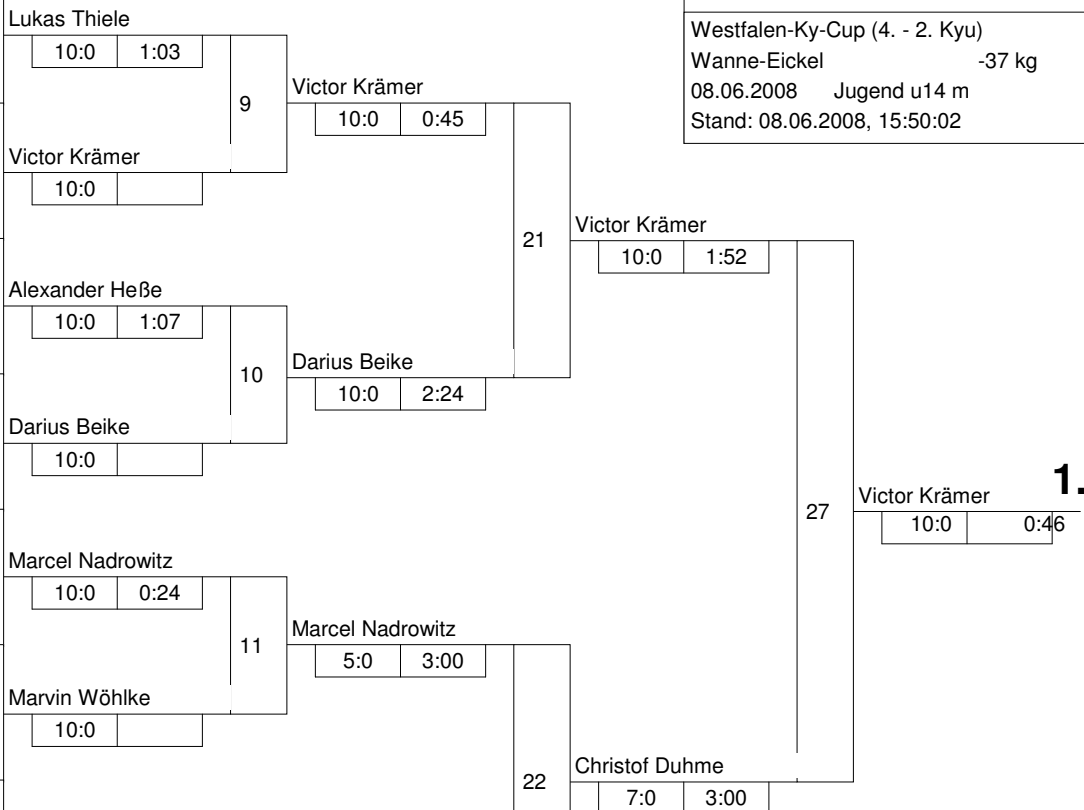 Lukas Thiele
10:0 1:03
9
Victor Krämer
10:0
Victor Krämer
10:0 0:45
Westfalen-Ky-Cup (4. - 2. Kyu)
Wanne-Eickel -37 kg
08.06.2008 Jugend u14 m
Stand: 08.06.2008, 15:50:02
21
Victor Krämer
10:0 1:52
Alexander Heße
10:0 1:07
10
Darius Beike
10:0
Darius Beike
10:0 2:24
27
Victor Krämer 1.
10:0 0:46
Marcel Nadrowitz
10:0 0:24
11
Marvin Wöhlke
10:0
Marcel Nadrowitz
5:0 3:00
22
Christof Duhme
7:0 3:00